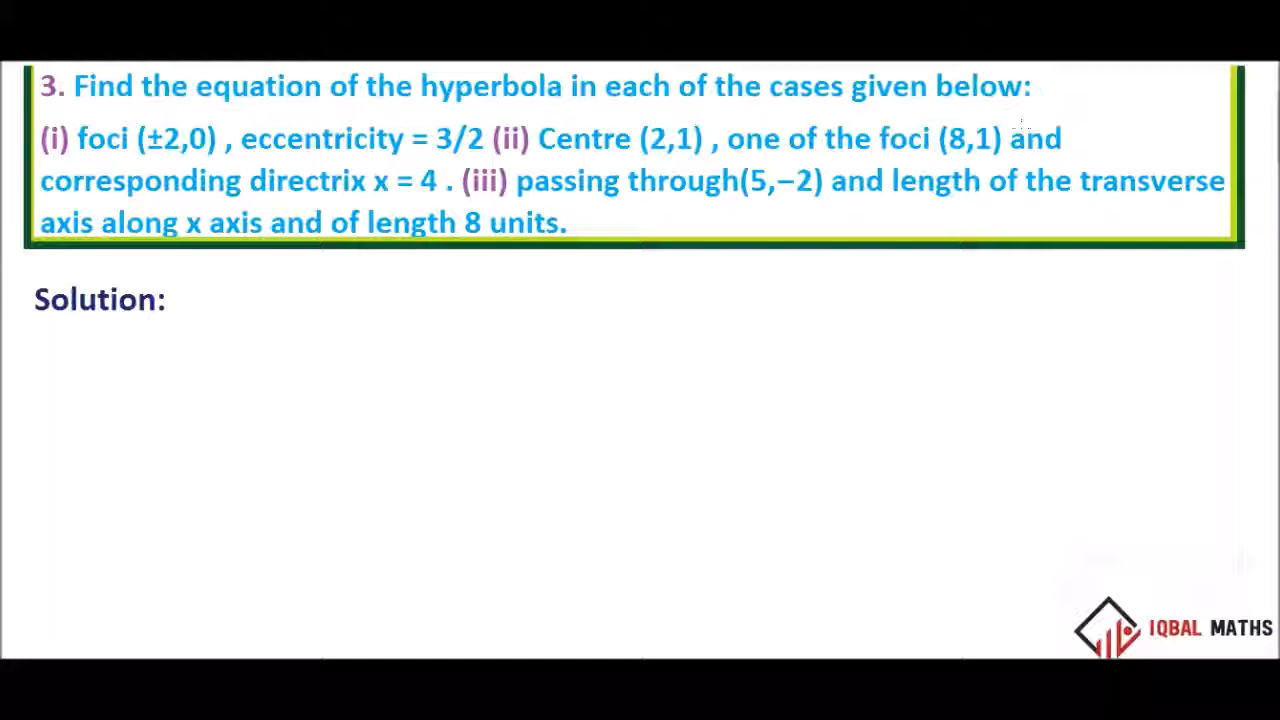 3. Find the equation of the hyperbola in each of the cases given below:
(i) foci (±2,0) , eccentricity = 3/2 (ii) Centre (2,1) , one of the foci (8,1) and
corresponding directrix x = 4 . (iii) passing through(5,−2) and length of the transverse
axis along x axis and of length 8 units.
Solution:
IQBAL MATHS